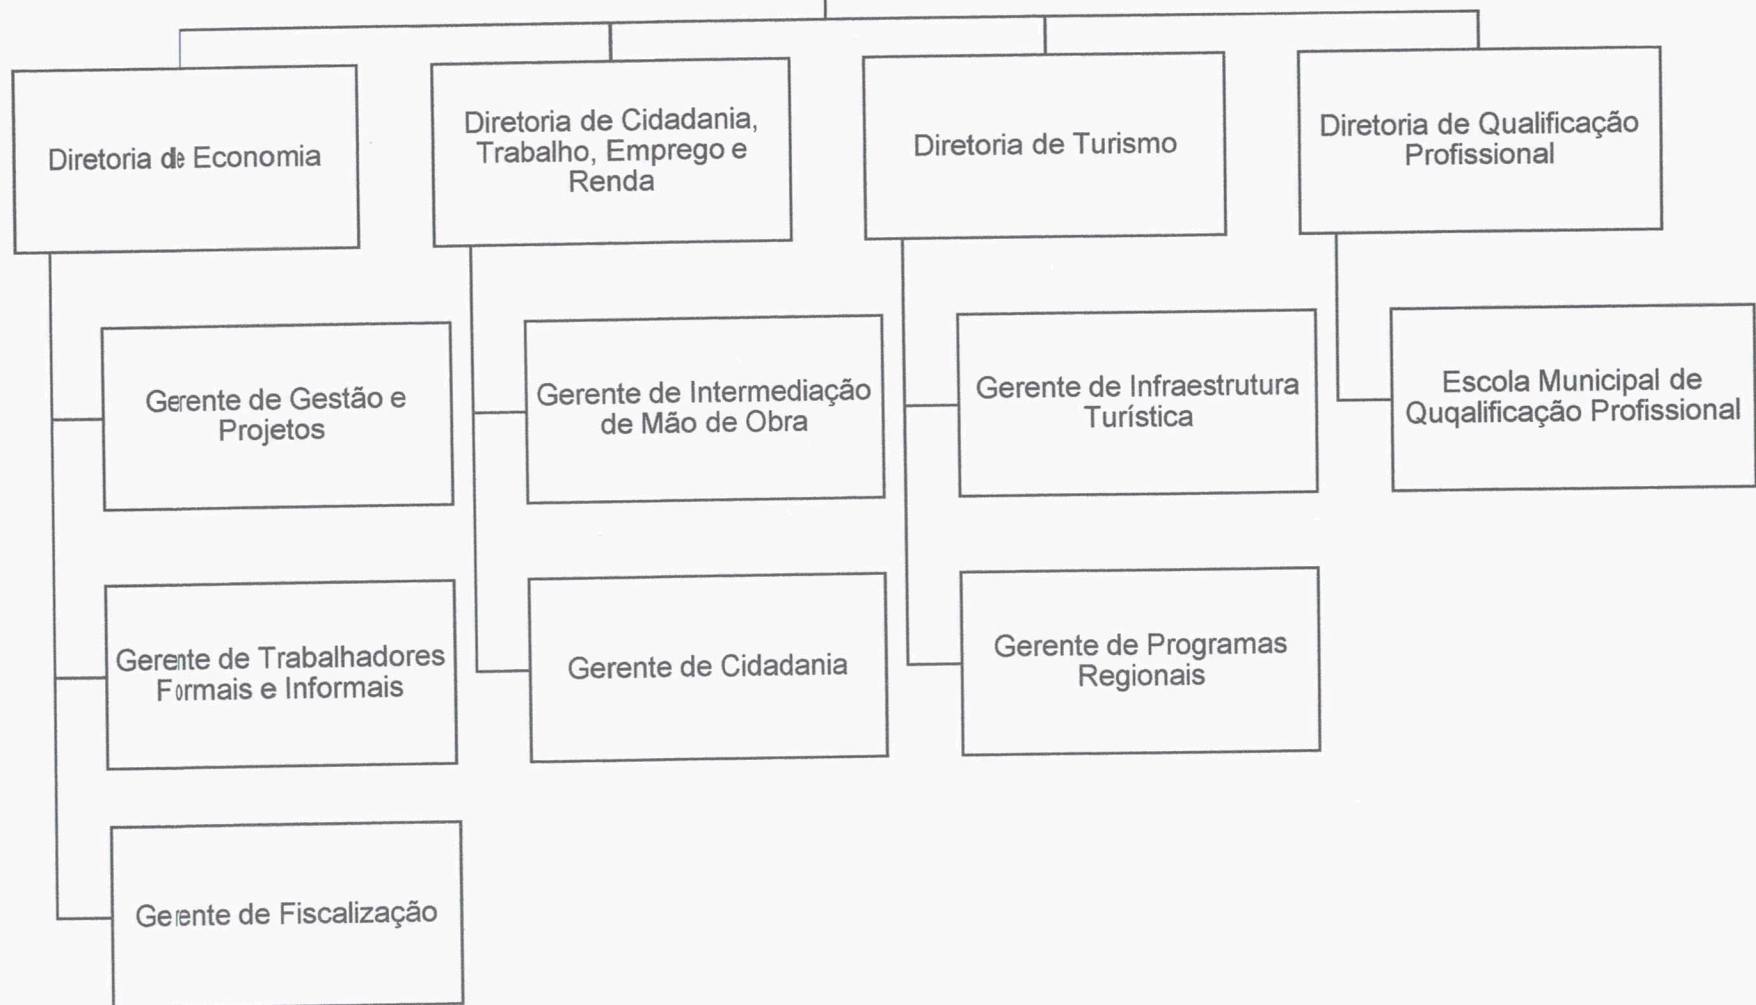 Diretoria de Economia
Diretoria de Cidadania,
Trabalho, Emprego e
Renda
Diretoria de Turismo
Diretoria de Qualificação
Profissional
Gerente de Gestão e
Projetos
Gerente de Intermediação
de Mão de Obra
Gerente de Infraestrutura
Turística
Escola Municipal de
Quqalificação Profissional
Gerente de Trabalhadores
Formais e Informais
Gerente de Cidadania
Gerente de Programas
Regionais
Gerente de Fiscalização